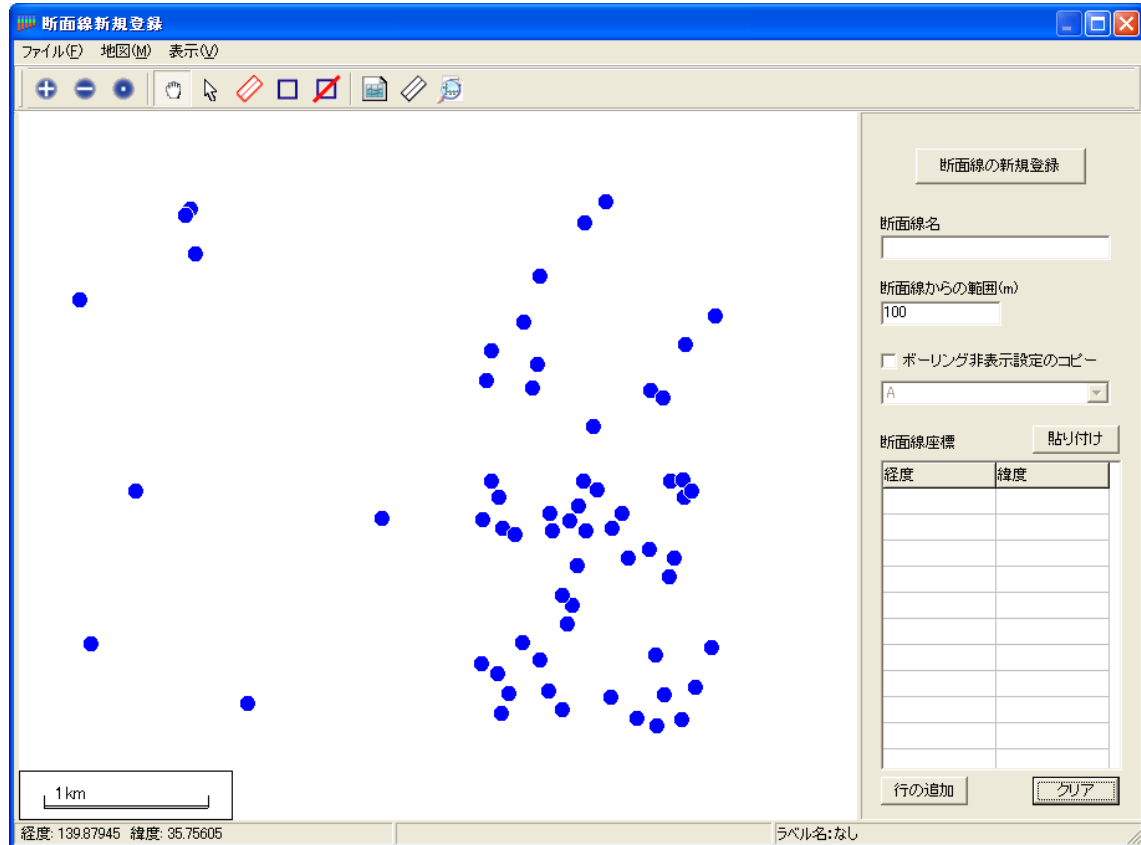 断面線新規登録
ファイル(F) 地図(M) 表示(V)
断面線の新規登録
断面線名
断面線からの範囲(m)
100
ボーリング非表示設定のコピー
A
断面線座標
貼り付け
経度 緯度
行の追加
クリア
1km
経度: 139.87945 緯度: 35.75605
ラベル名:なし